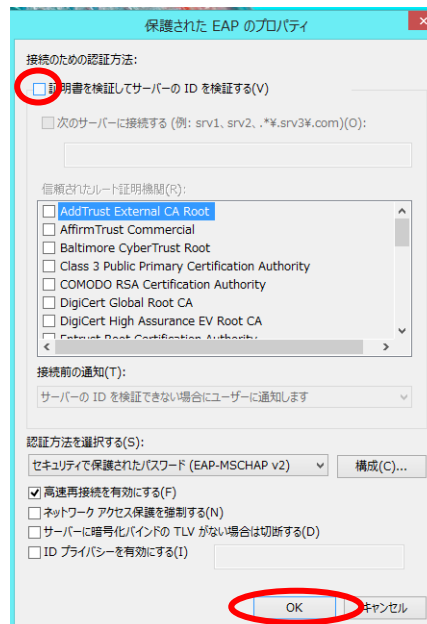 保護された EAP のプロパティ
接続のための認証方法:
証明書を検証してサーバーの ID を検証する(V)
次のサーバーに接続する (例: srv1、srv2、.*¥.srv3¥.com)(O):
信頼されたルート証明機関(R):
AddTrust External CA Root
AffirmTrust Commercial
Baltimore CyberTrust Root
Class 3 Public Primary Certification Authority
COMODO RSA Certification Authority
DigiCert Global Root CA
DigiCert High Assurance EV Root CA
Entrust Root Certification Authority
接続前の通知(T):
サーバーの ID を検証できない場合にユーザーに通知します
認証方法を選択する(S):
セキュリティで保護されたパスワード (EAP-MSCHAP v2) 構成(C)...
高速再接続を有効にする(F)
ネットワーク アクセス保護を強制する(N)
サーバーに暗号化バインドの TLV がない場合は切断する(D)
ID プライバシーを有効にする(I)
OK キャンセル